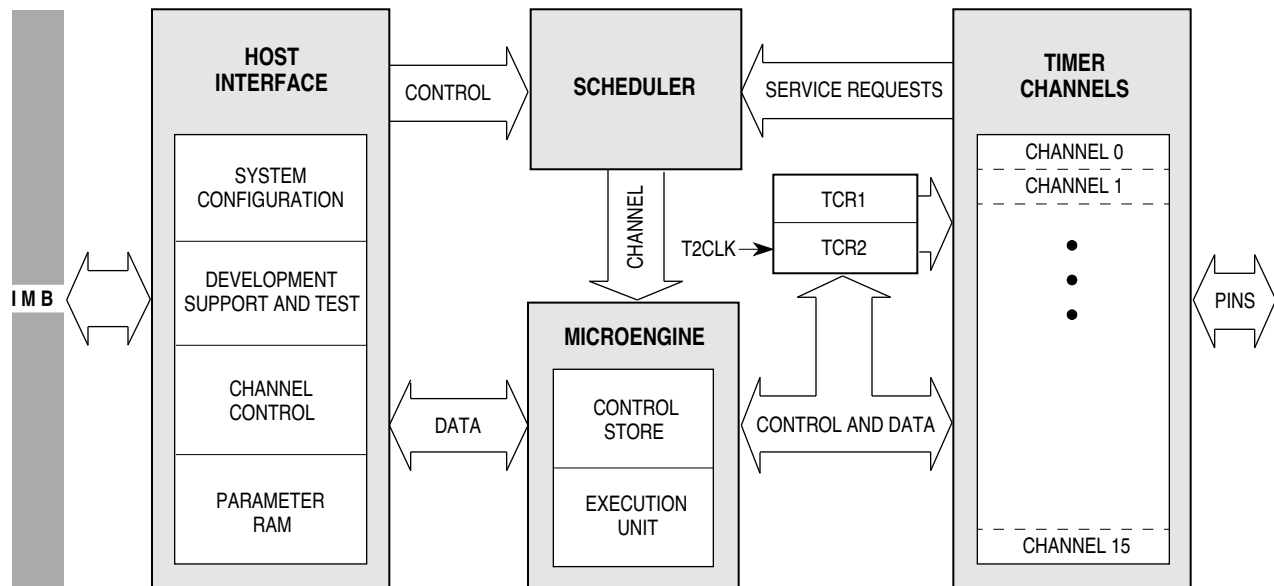 IMB
HOST
INTERFACE
SYSTEM
CONFIGURATION
DEVELOPMENT
SUPPORT AND TEST
CHANNEL
CONTROL
PARAMETER
RAM
CONTROL
SCHEDULER
SERVICE REQUESTS
CHANNEL
TCR1
T2CLK
TCR2
MICROENGINE
CONTROL
STORE
EXECUTION
UNIT
DATA
CONTROL AND DATA
TIMER
CHANNELS
CHANNEL 0
CHANNEL 1
CHANNEL 15
PINS